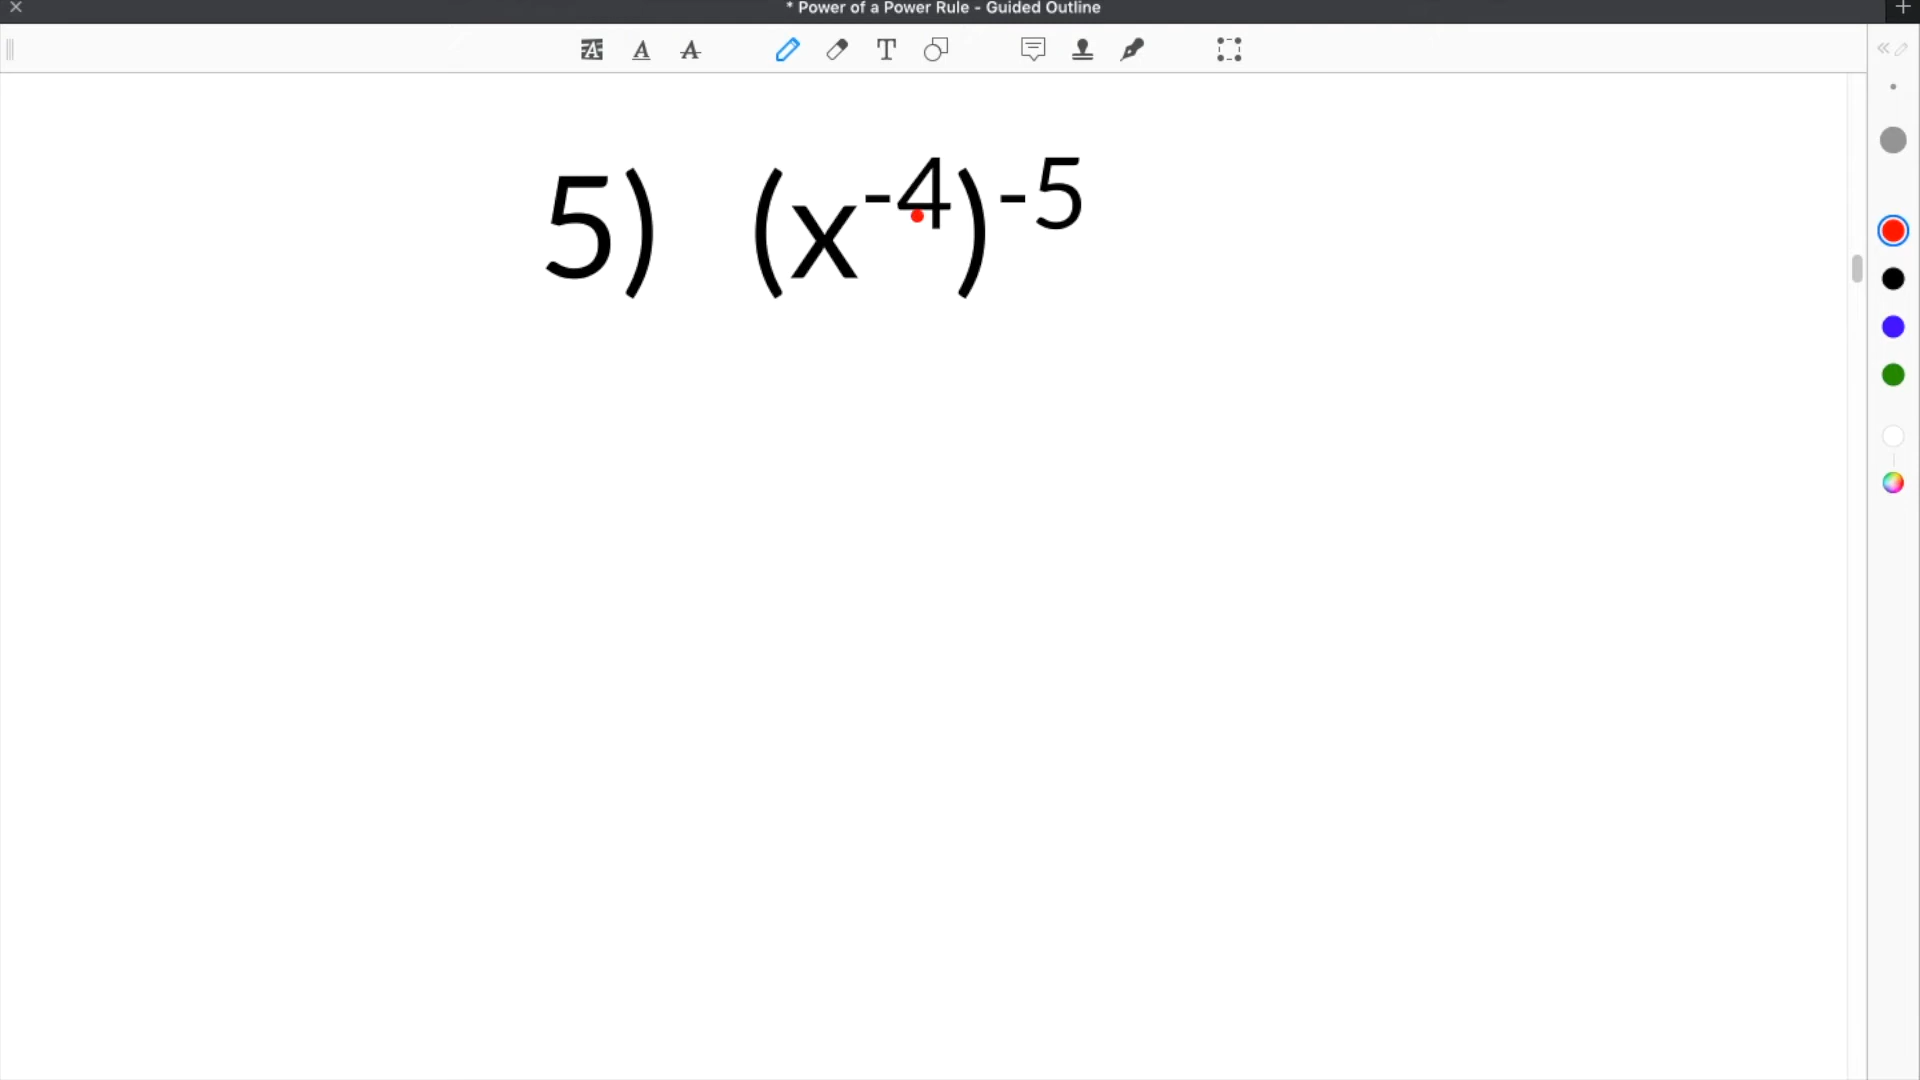 * Power of a Power Rule - Guided Outline
A A A T
5) (x⁻⁴)⁻⁵